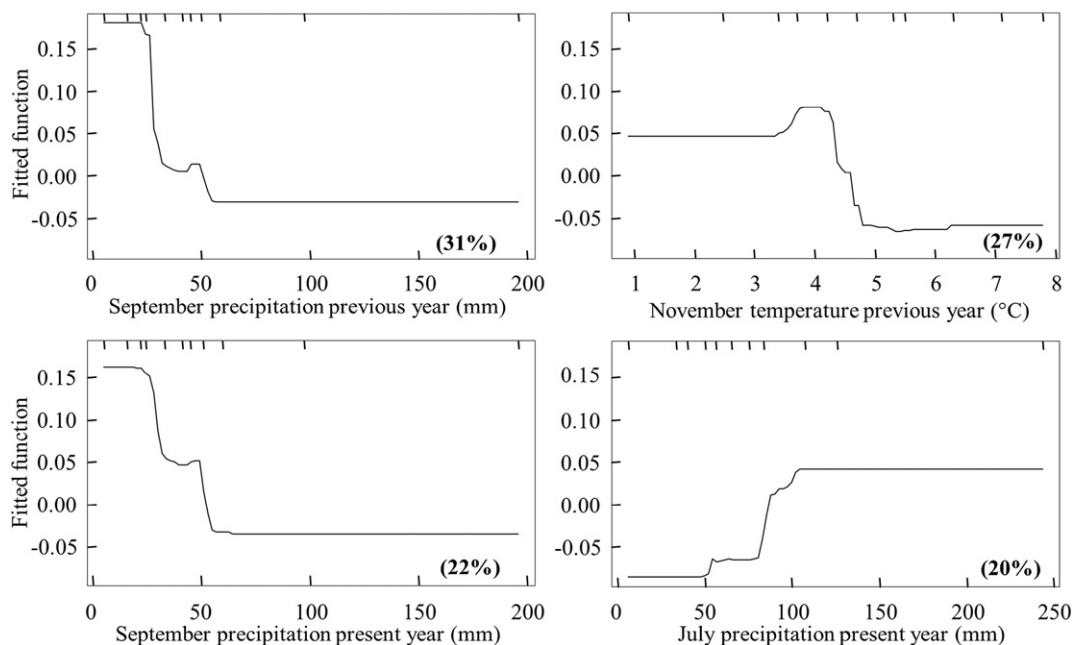 0.15
0.10
0.05
0.00
-0.05
Fitted function
(31%)
0 50 100 150 200
September precipitation previous year (mm)
0.15
0.10
0.05
0.00
-0.05
(27%)
1 2 3 4 5 6 7 8
November temperature previous year (°C)
0.15
0.10
0.05
0.00
-0.05
Fitted function
(22%)
0 50 100 150 200
September precipitation present year (mm)
0.15
0.10
0.05
0.00
-0.05
(20%)
0 50 100 150 200 250
July precipitation present year (mm)